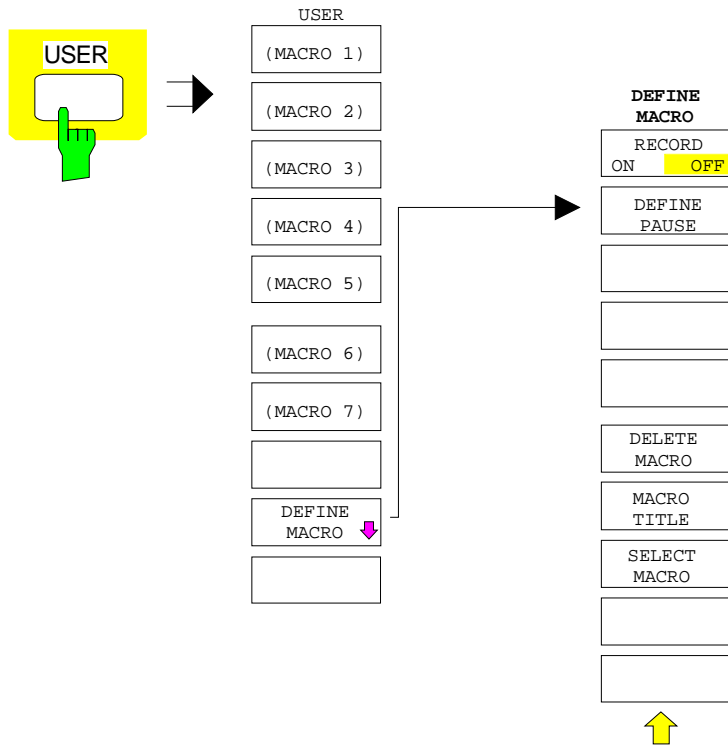 USER
USER
(MACRO 1)
(MACRO 2)
(MACRO 3)
(MACRO 4)
(MACRO 5)
(MACRO 6)
(MACRO 7)
DEFINE
MACRO
DEFINE
MACRO
RECORD
ON OFF
DEFINE
PAUSE
DELETE
MACRO
MACRO
TITLE
SELECT
MACRO